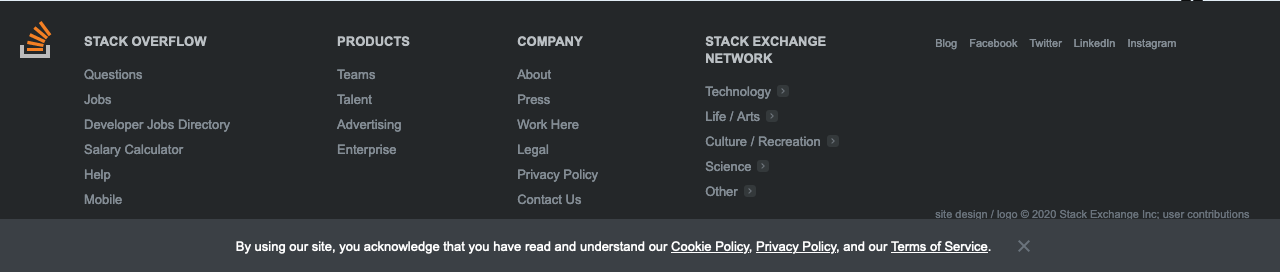 STACK OVERFLOW
Questions
Jobs
Developer Jobs Directory
Salary Calculator
Help
Mobile
PRODUCTS
Teams
Talent
Advertising
Enterprise
COMPANY
About
Press
Work Here
Legal
Privacy Policy
Contact Us
STACK EXCHANGE
NETWORK
Technology
Life / Arts
Culture / Recreation
Science
Other
Blog Facebook Twitter LinkedIn Instagram
site design / logo © 2020 Stack Exchange Inc; user contributions
By using our site, you acknowledge that you have read and understand our Cookie Policy, Privacy Policy, and our Terms of Service.